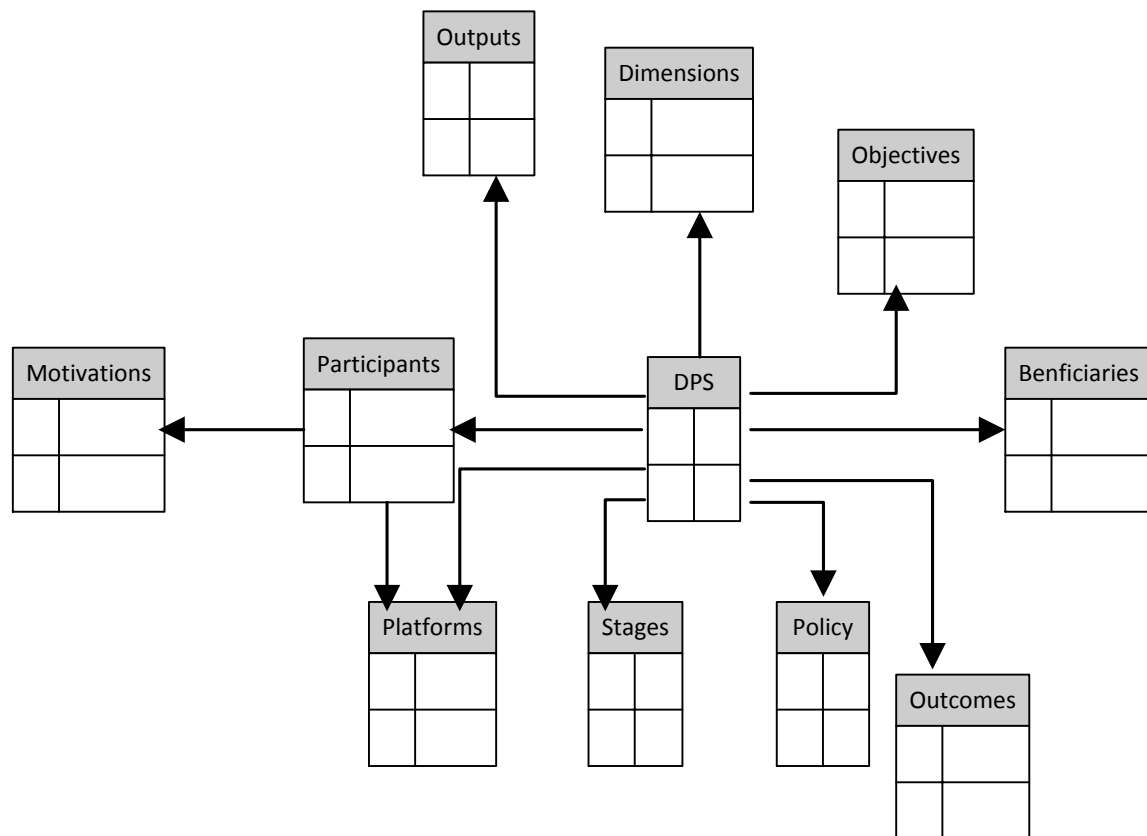 Outputs
Dimensions
Objectives
Motivations
Participants
DPS
Benficiaries
Platforms
Stages
Policy
Outcomes